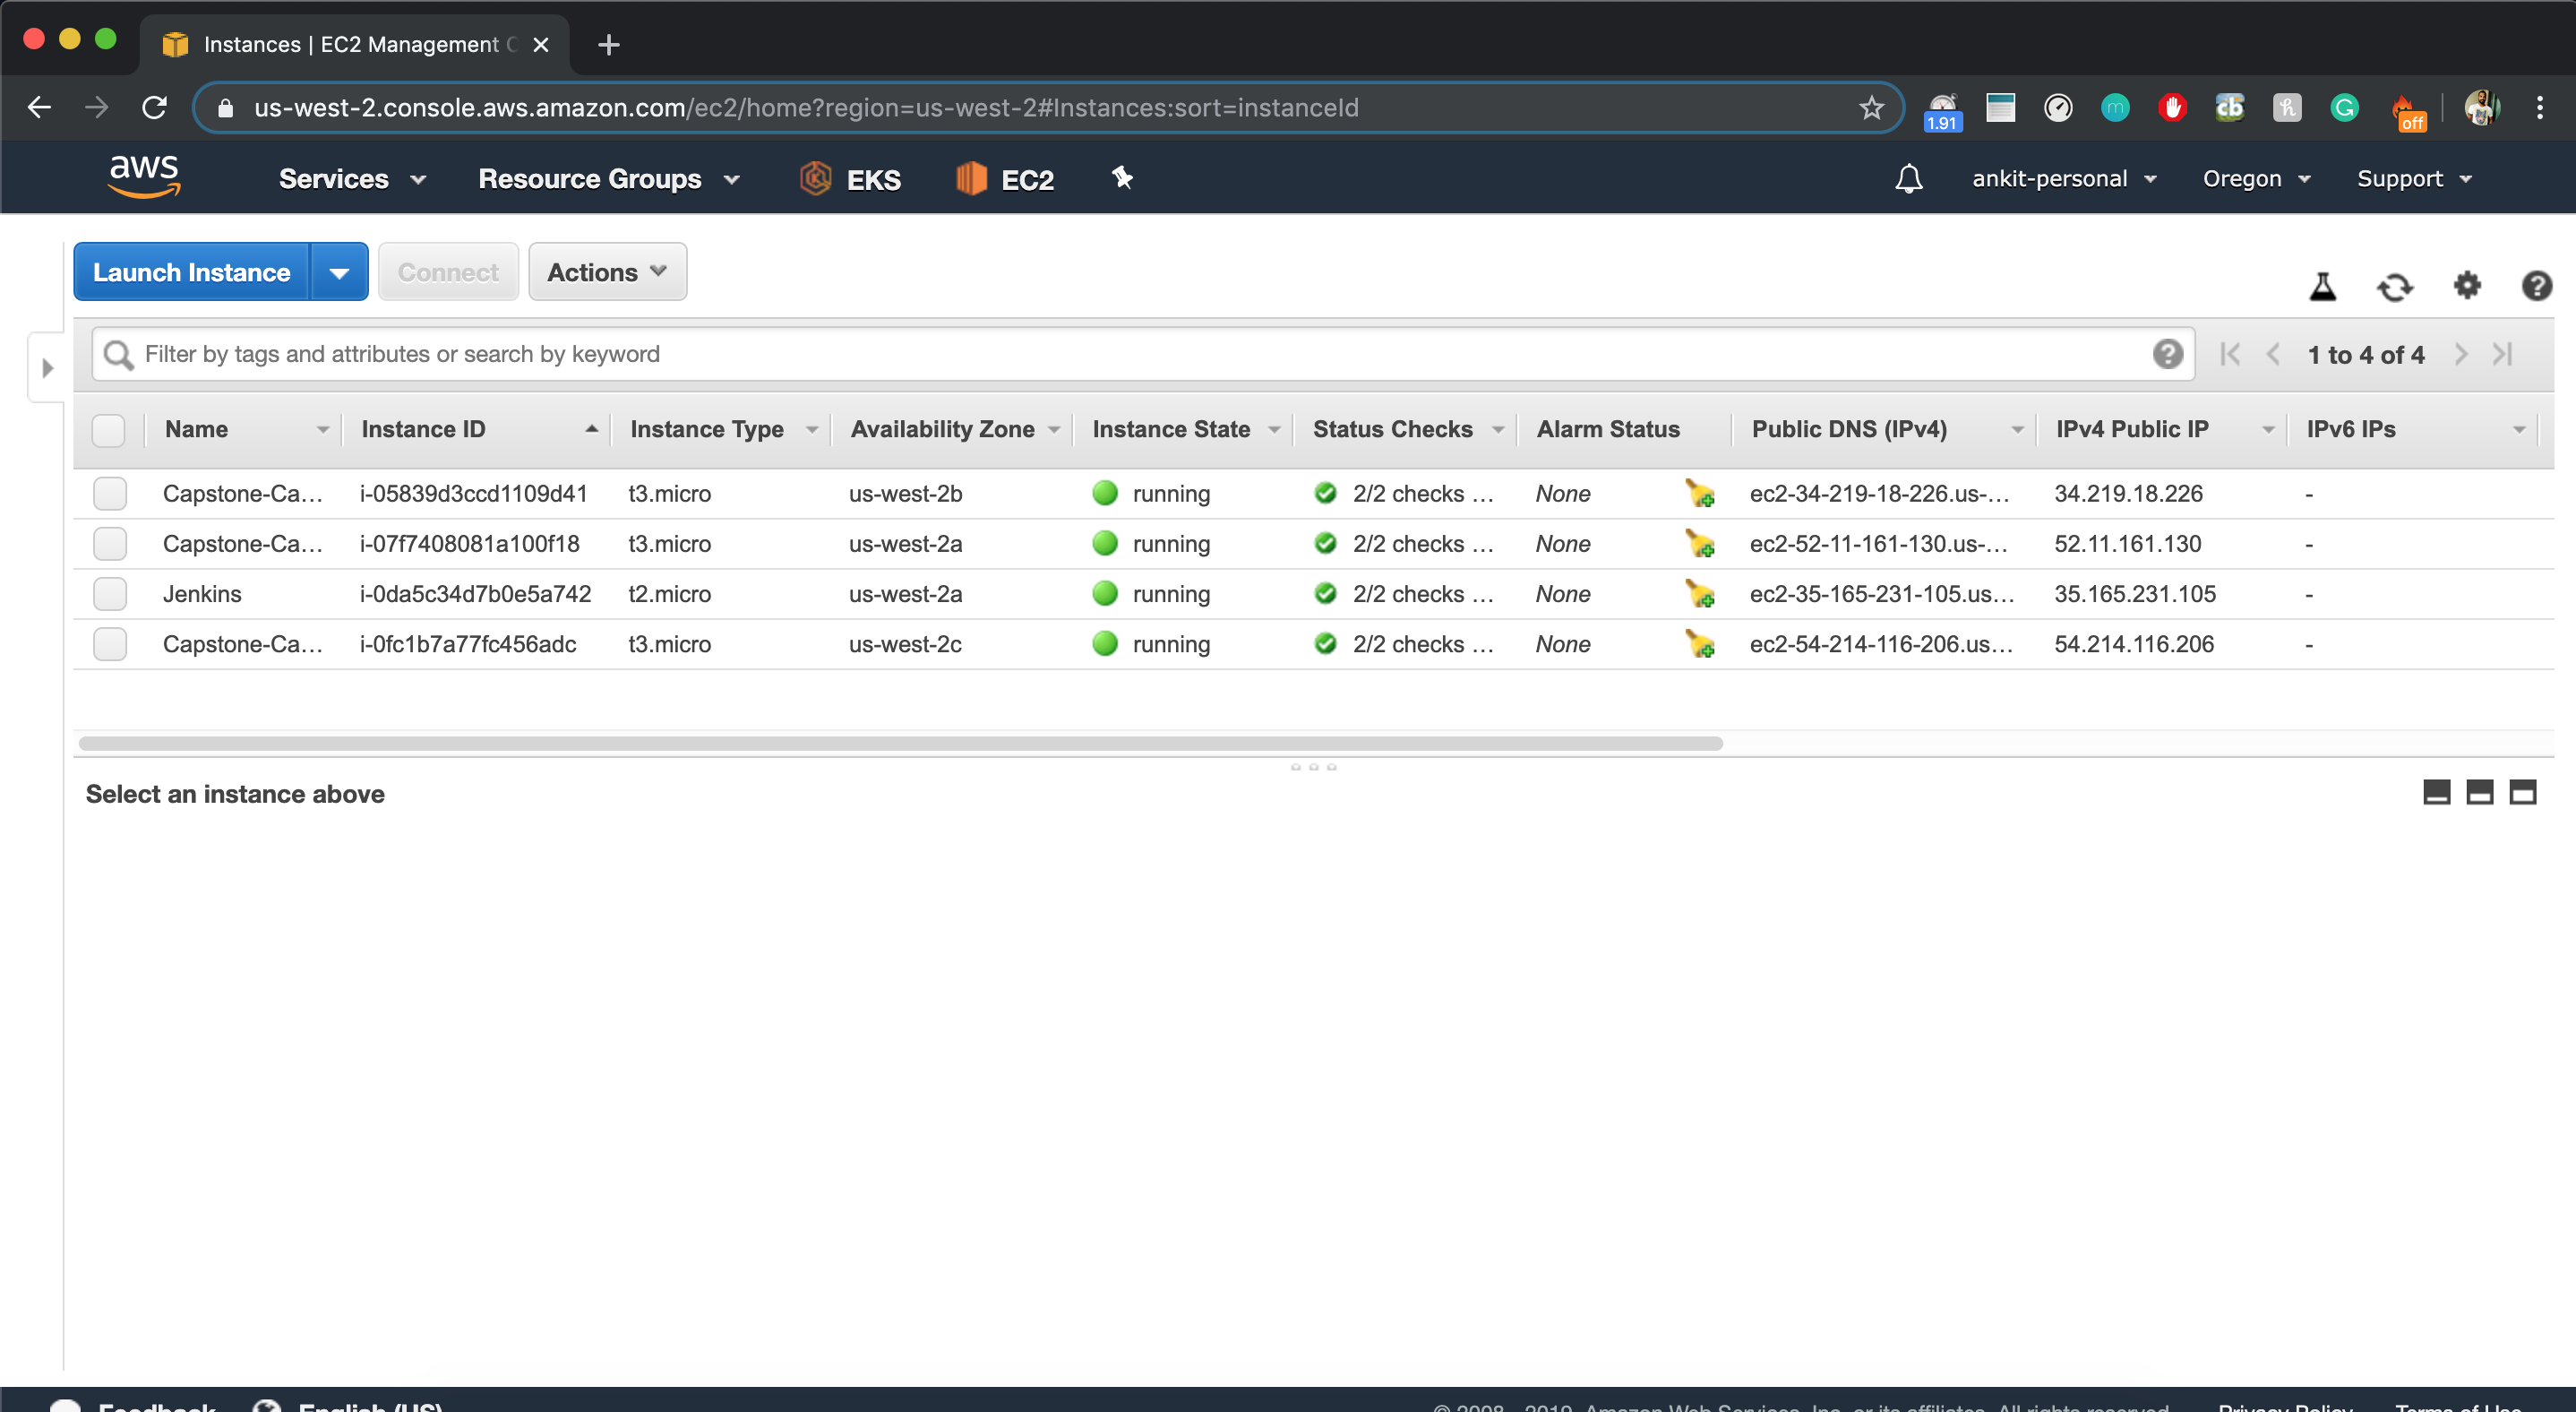 Instances | EC2 Management C
us-west-2.console.aws.amazon.com/ec2/home?region=us-west-2#Instances:sort=instanceId
1.91
m
cb
h
G
off
aws Services Resource Groups EKS EC2 ankit-personal Oregon Support
Launch Instance Connect Actions
Filter by tags and attributes or search by keyword ? 1 to 4 of 4
Name Instance ID Instance Type Availability Zone Instance State Status Checks Alarm Status Public DNS (IPv4) IPv4 Public IP IPv6 IPs
Capstone-Ca... i-05839d3ccd1109d41 t3.micro us-west-2b running 2/2 checks ... None ec2-34-219-18-226.us-... 34.219.18.226 -
Capstone-Ca... i-07f7408081a100f18 t3.micro us-west-2a running 2/2 checks ... None ec2-52-11-161-130.us-... 52.11.161.130 -
Jenkins i-0da5c34d7b0e5a742 t2.micro us-west-2a running 2/2 checks ... None ec2-35-165-231-105.us... 35.165.231.105 -
Capstone-Ca... i-0fc1b7a77fc456adc t3.micro us-west-2c running 2/2 checks ... None ec2-54-214-116-206.us... 54.214.116.206 -
Select an instance above
Feedback English (US) © 2008 - 2019, Amazon Web Services, Inc. or its affiliates. All rights reserved. Privacy Policy Terms of Use